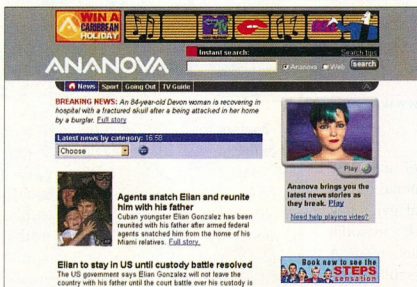 WIN A
CARIBBEAN
HOLIDAY
Instant search:
Search tips
ANANOVA
Ananova
Web
search
News
Sport
Going Out
TV Guide
BREAKING NEWS: An 84-year-old Devon woman is recovering in
hospital with a fractured skull after a being attacked in her home
by a burglar. Full story
Latest news by category: 16:58
Choose
Play
Agents snatch Elian and reunite
him with his father
Cuban youngster Elian Gonzalez has been
reunited with his father after armed federal
agents snatched him from the home of his
Miami relatives. Full story.
Ananova brings you the
latest news stories as
they break. Play
Need help playing video?
Elian to stay in US until custody battle resolved
The US government says Elian Gonzalez will not leave the
country with his father until the court battle over his custody is
Book now to see the
STEPS
sensation